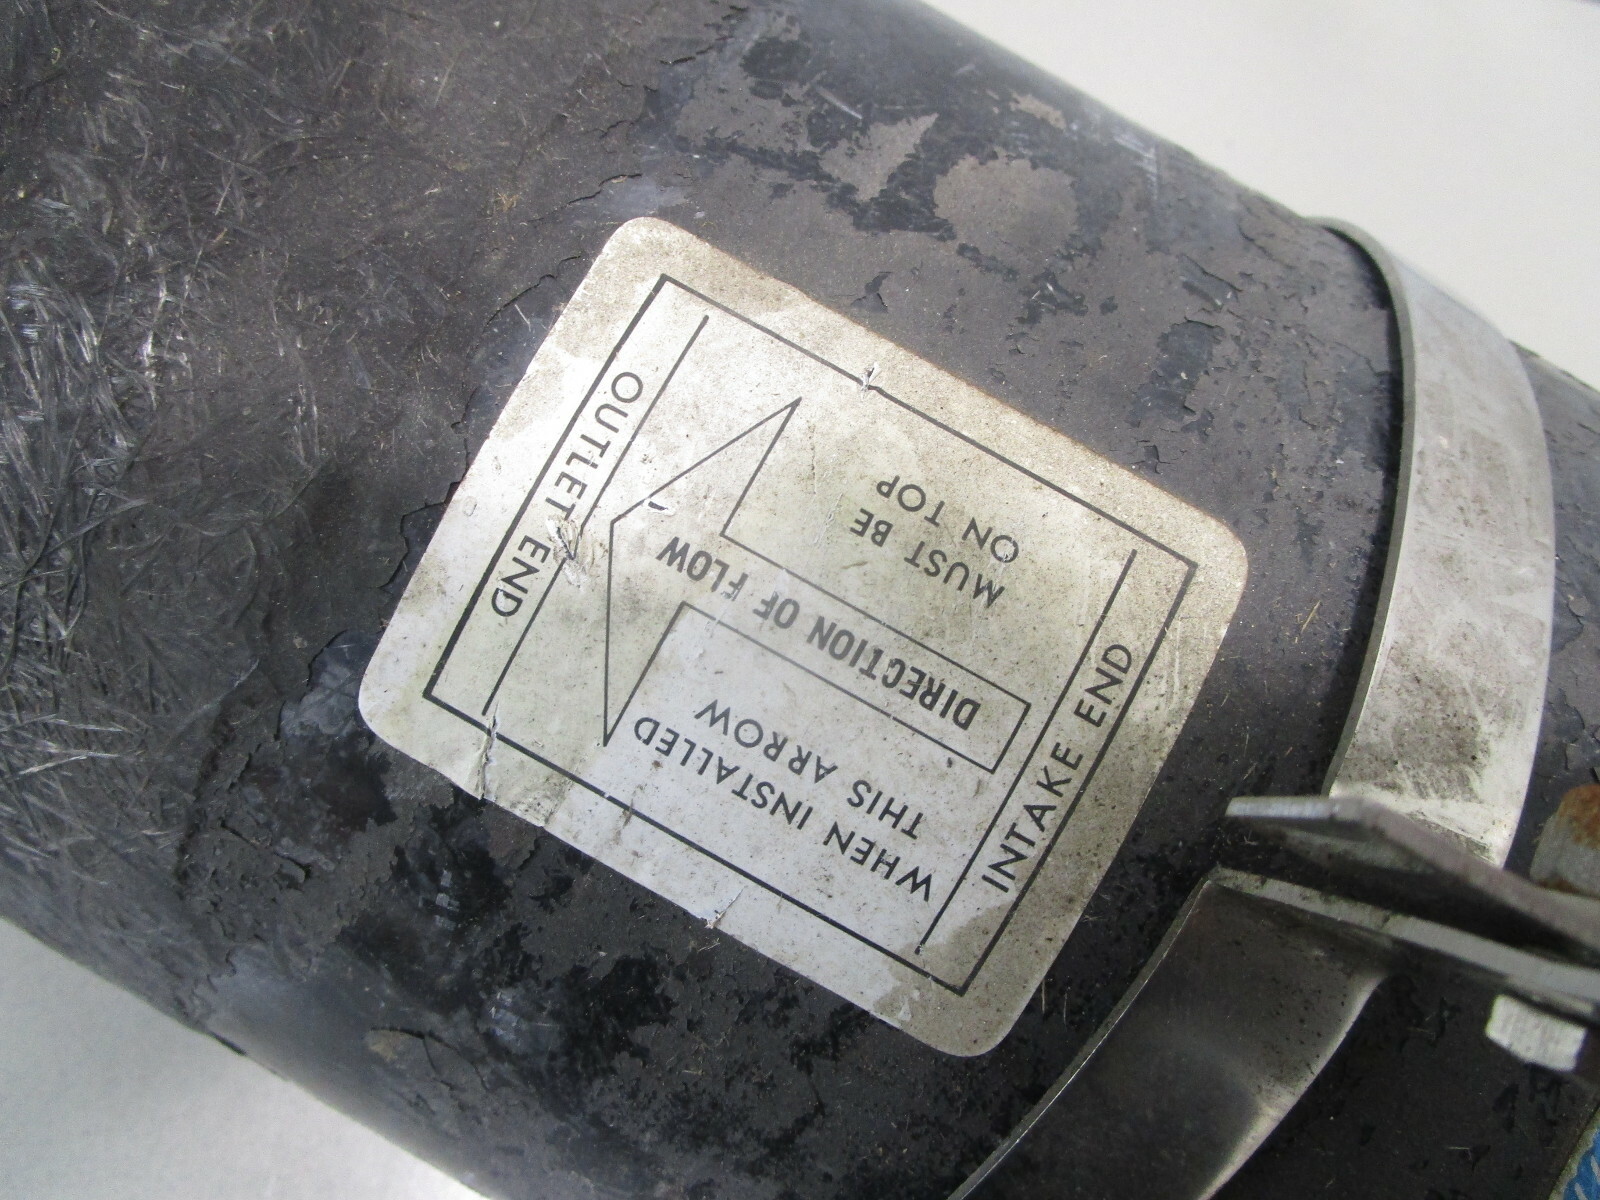 WHEN INSTALLED
THIS ARROW
DIRECTION OF FLOW
MUST BE
ON TOP
INTAKE END
OUTLET END